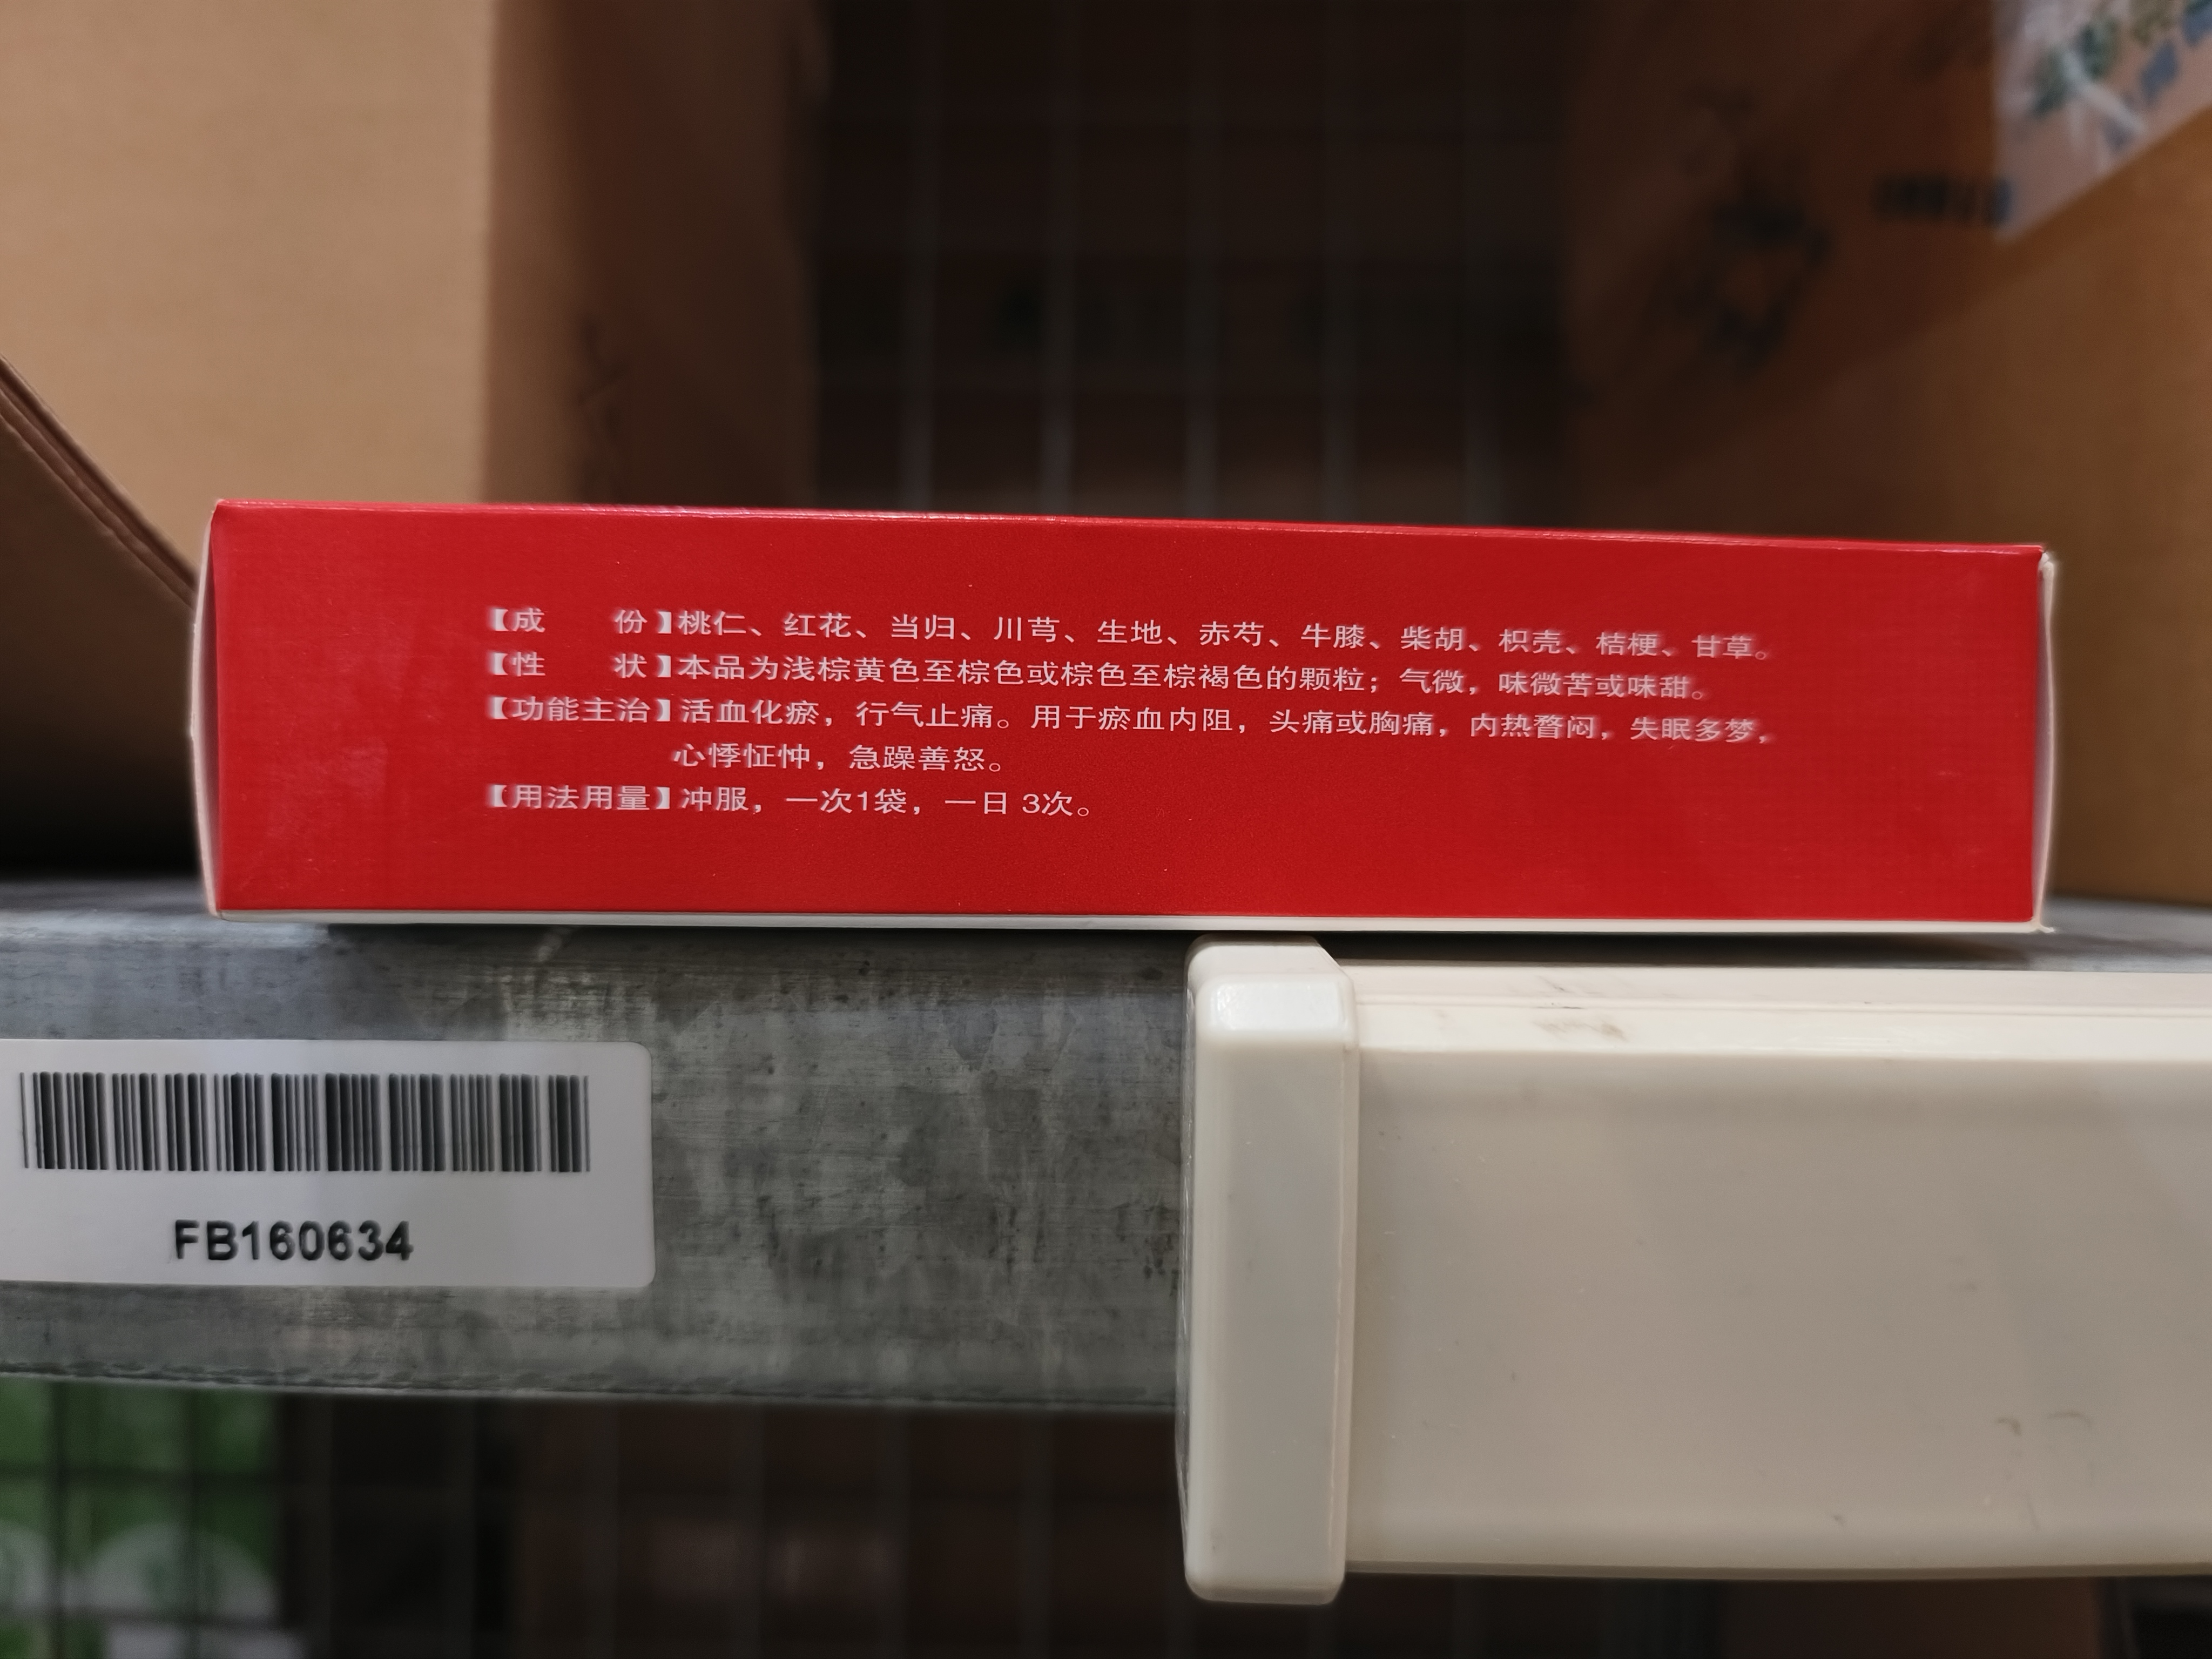 【成　　份】桃仁、红花、当归、川芎、生地、赤芍、牛膝、柴胡、枳壳、桔梗、甘草。
【性　　状】本品为浅棕黄色至棕色或棕色至棕褐色的颗粒；气微，味微苦或味甜。
【功能主治】活血化瘀，行气止痛。用于瘀血内阻，头痛或胸痛，内热瞀闷，失眠多梦，
心悸怔忡，急躁善怒。
【用法用量】冲服，一次1袋，一日 3次。
FB160634